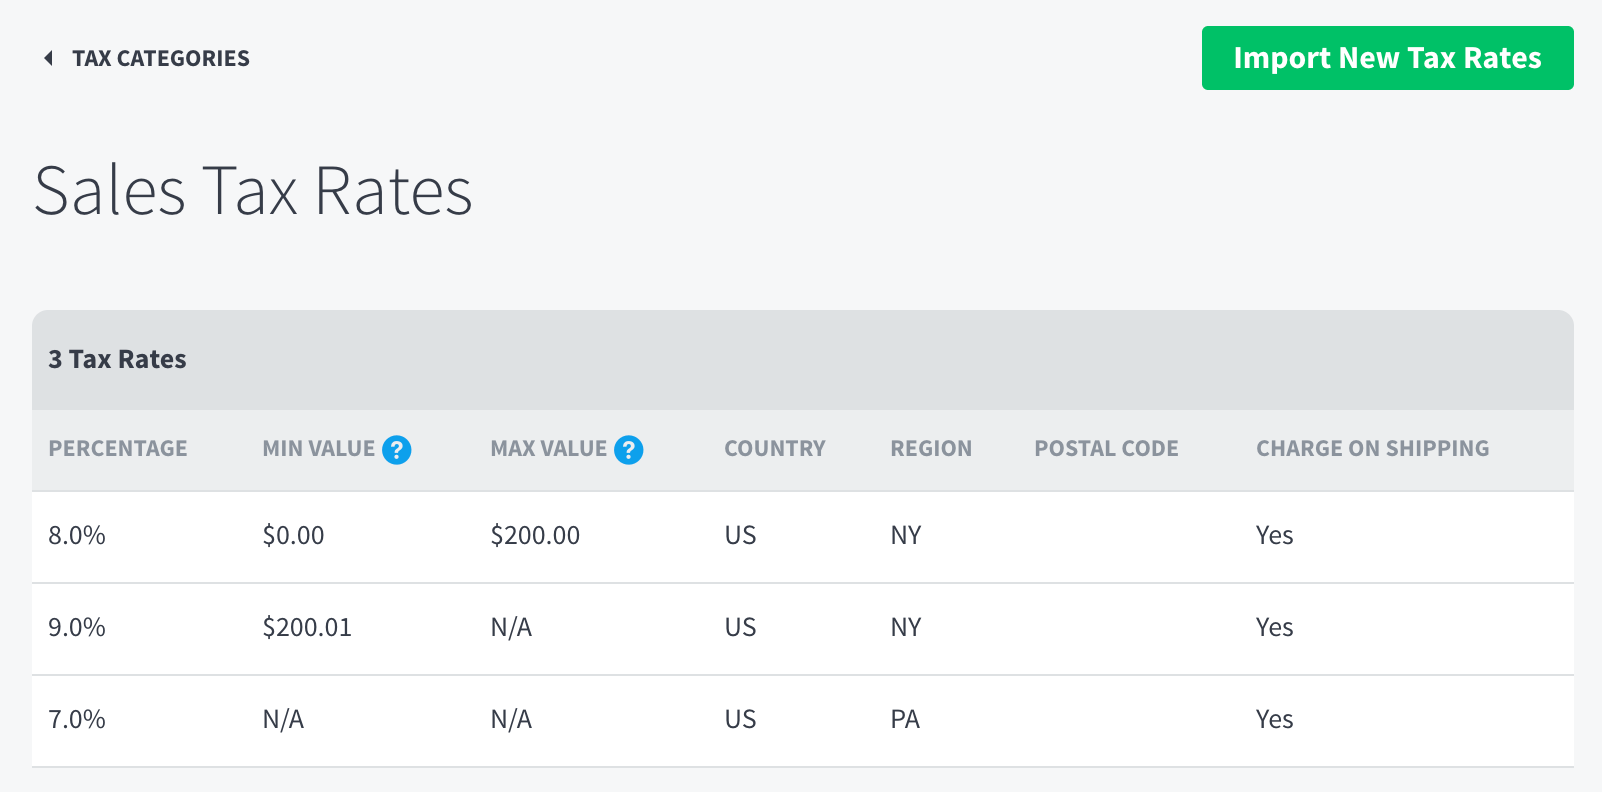 TAX CATEGORIES
Import New Tax Rates
Sales Tax Rates
3 Tax Rates
PERCENTAGE MIN VALUE ? MAX VALUE ? COUNTRY REGION POSTAL CODE CHARGE ON SHIPPING
8.0% $0.00 $200.00 US NY Yes
9.0% $200.01 N/A US NY Yes
7.0% N/A N/A US PA Yes